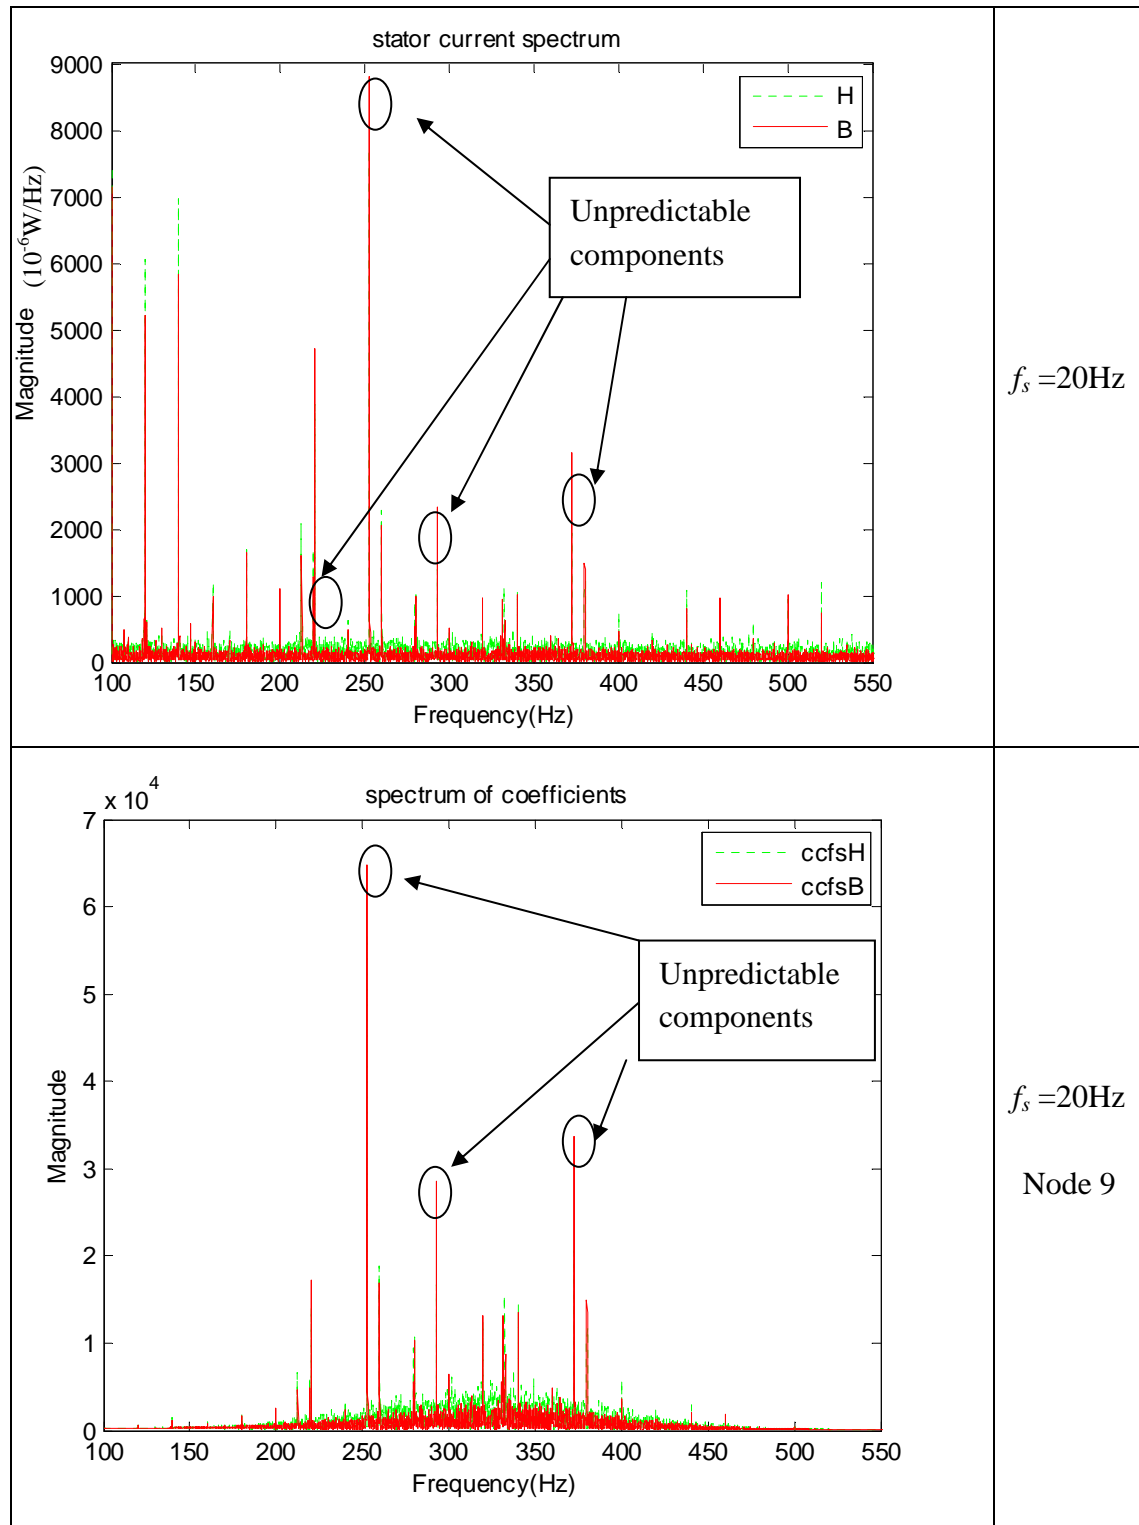 stator current spectrum
9000
8000
7000
6000
5000
4000
3000
2000
1000
0
Magnitude (10⁻⁶W/Hz)
H
B
Unpredictable
components
100 150 200 250 300 350 400 450 500 550
Frequency(Hz)
fₛ =20Hz
x 10⁴
spectrum of coefficients
7
6
5
4
3
2
1
0
Magnitude
ccfsH
ccfsB
Unpredictable
components
100 150 200 250 300 350 400 450 500 550
Frequency(Hz)
fₛ =20Hz
Node 9